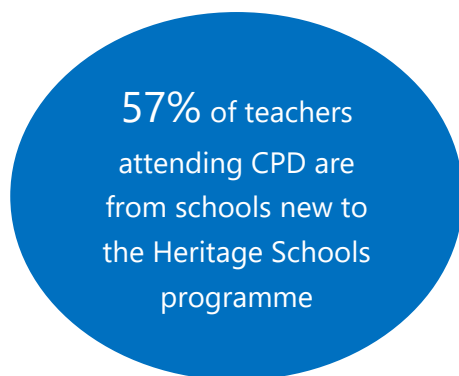 57% of teachers
attending CPD are
from schools new to
the Heritage Schools
programme